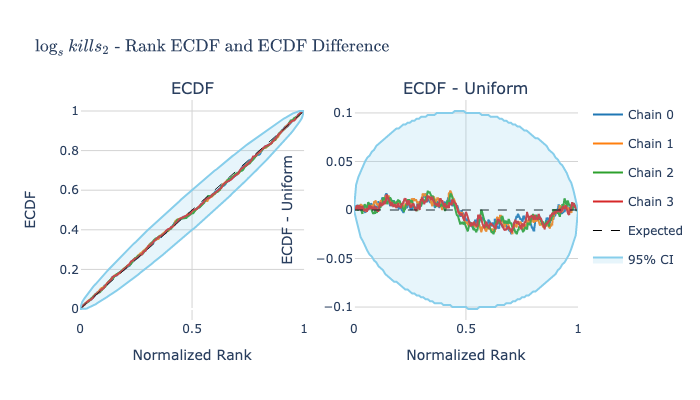 log_s kills_2 - Rank ECDF and ECDF Difference
ECDF
ECDF - Uniform
1
0.8
0.6
0.4
0.2
0
ECDF
0
0.5
1
Normalized Rank
0.1
0.05
0
−0.05
−0.1
ECDF - Uniform
0
0.5
1
Normalized Rank
Chain 0
Chain 1
Chain 2
Chain 3
Expected
95% CI